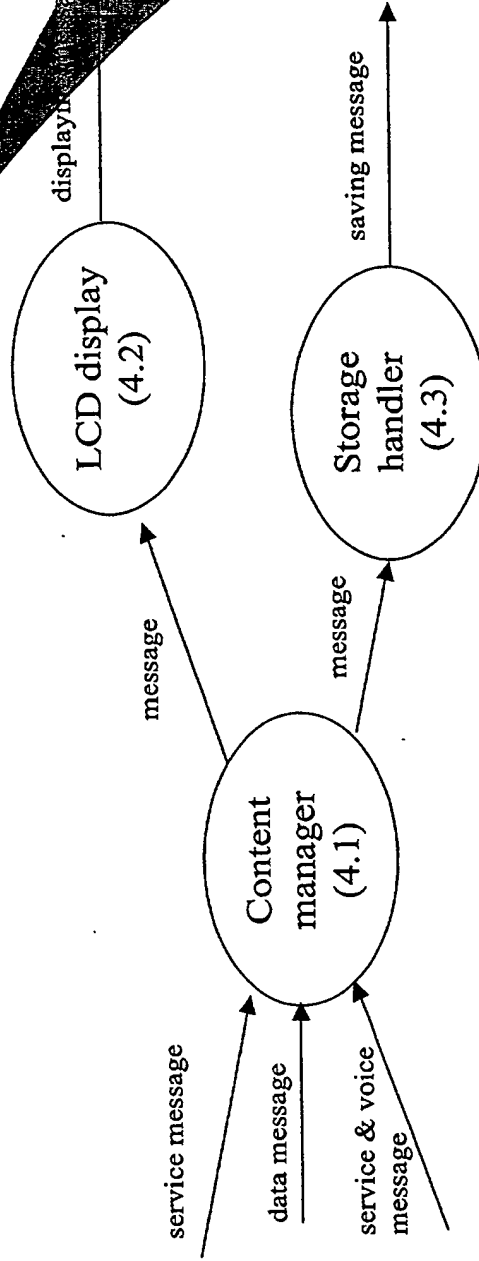 service message
data message
service & voice
message
Content
manager
(4.1)
message
message
LCD display
(4.2)
Storage
handler
(4.3)
saving message